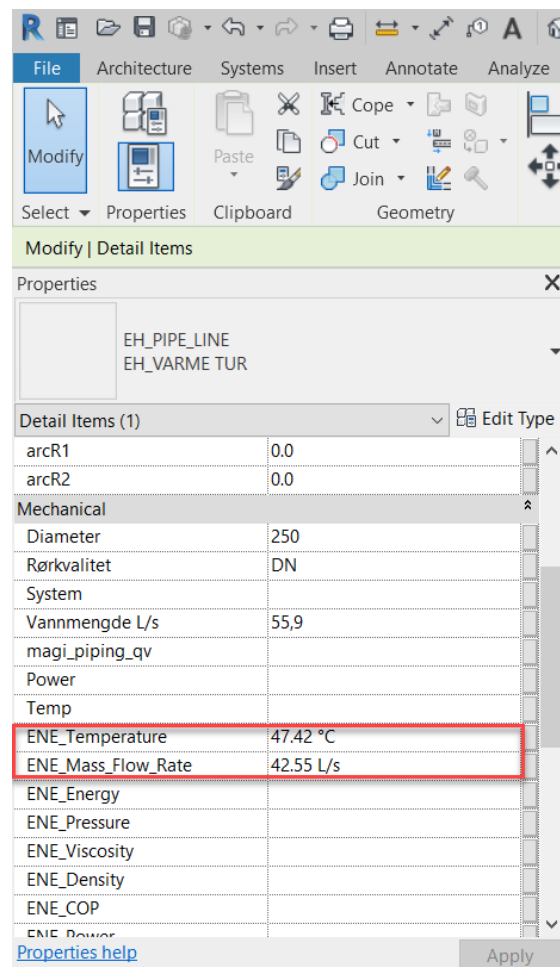 File Architecture Systems Insert Annotate Analyze
Modify Paste Cope Cut Join
Select Properties Clipboard Geometry
Modify | Detail Items
Properties
EH_PIPE_LINE
EH_VARME TUR
Detail Items (1) Edit Type
arcR1 0.0
arcR2 0.0
Mechanical
Diameter 250
Rørkvalitet DN
System
Vannmengde L/s 55,9
magi_piping_qv
Power
Temp
ENE_Temperature 47.42 °C
ENE_Mass_Flow_Rate 42.55 L/s
ENE_Energy
ENE_Pressure
ENE_Viscosity
ENE_Density
ENE_COP
ENE_Power
Properties help Apply